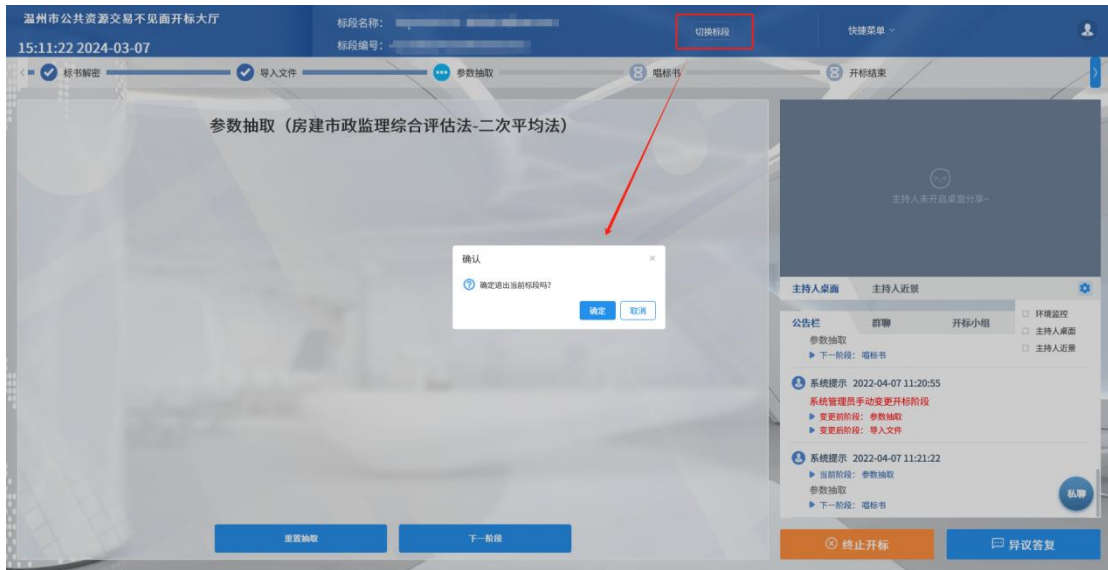 温州市公共资源交易不见面开标大厅
标段名称：
切换标段
快捷菜单
15:11:22 2024-03-07
标段编号：
标书解密
导入文件
参数抽取
唱标书
开标结束
参数抽取（房建市政监理综合评估法-二次平均法）
主持人未开启桌面分享~
确认
确定退出当前标段吗?
确定
取消
主持人桌面
主持人近景
环境监控
主持人桌面
主持人近景
公告栏
群聊
开标小组
参数抽取
下一阶段：唱标书
系统提示 2022-04-07 11:20:55
系统管理员手动变更开标阶段
变更前阶段：参数抽取
变更后阶段：导入文件
系统提示 2022-04-07 11:21:22
当前阶段：参数抽取
参数抽取
下一阶段：唱标书
私聊
重置抽取
下一阶段
终止开标
异议答复